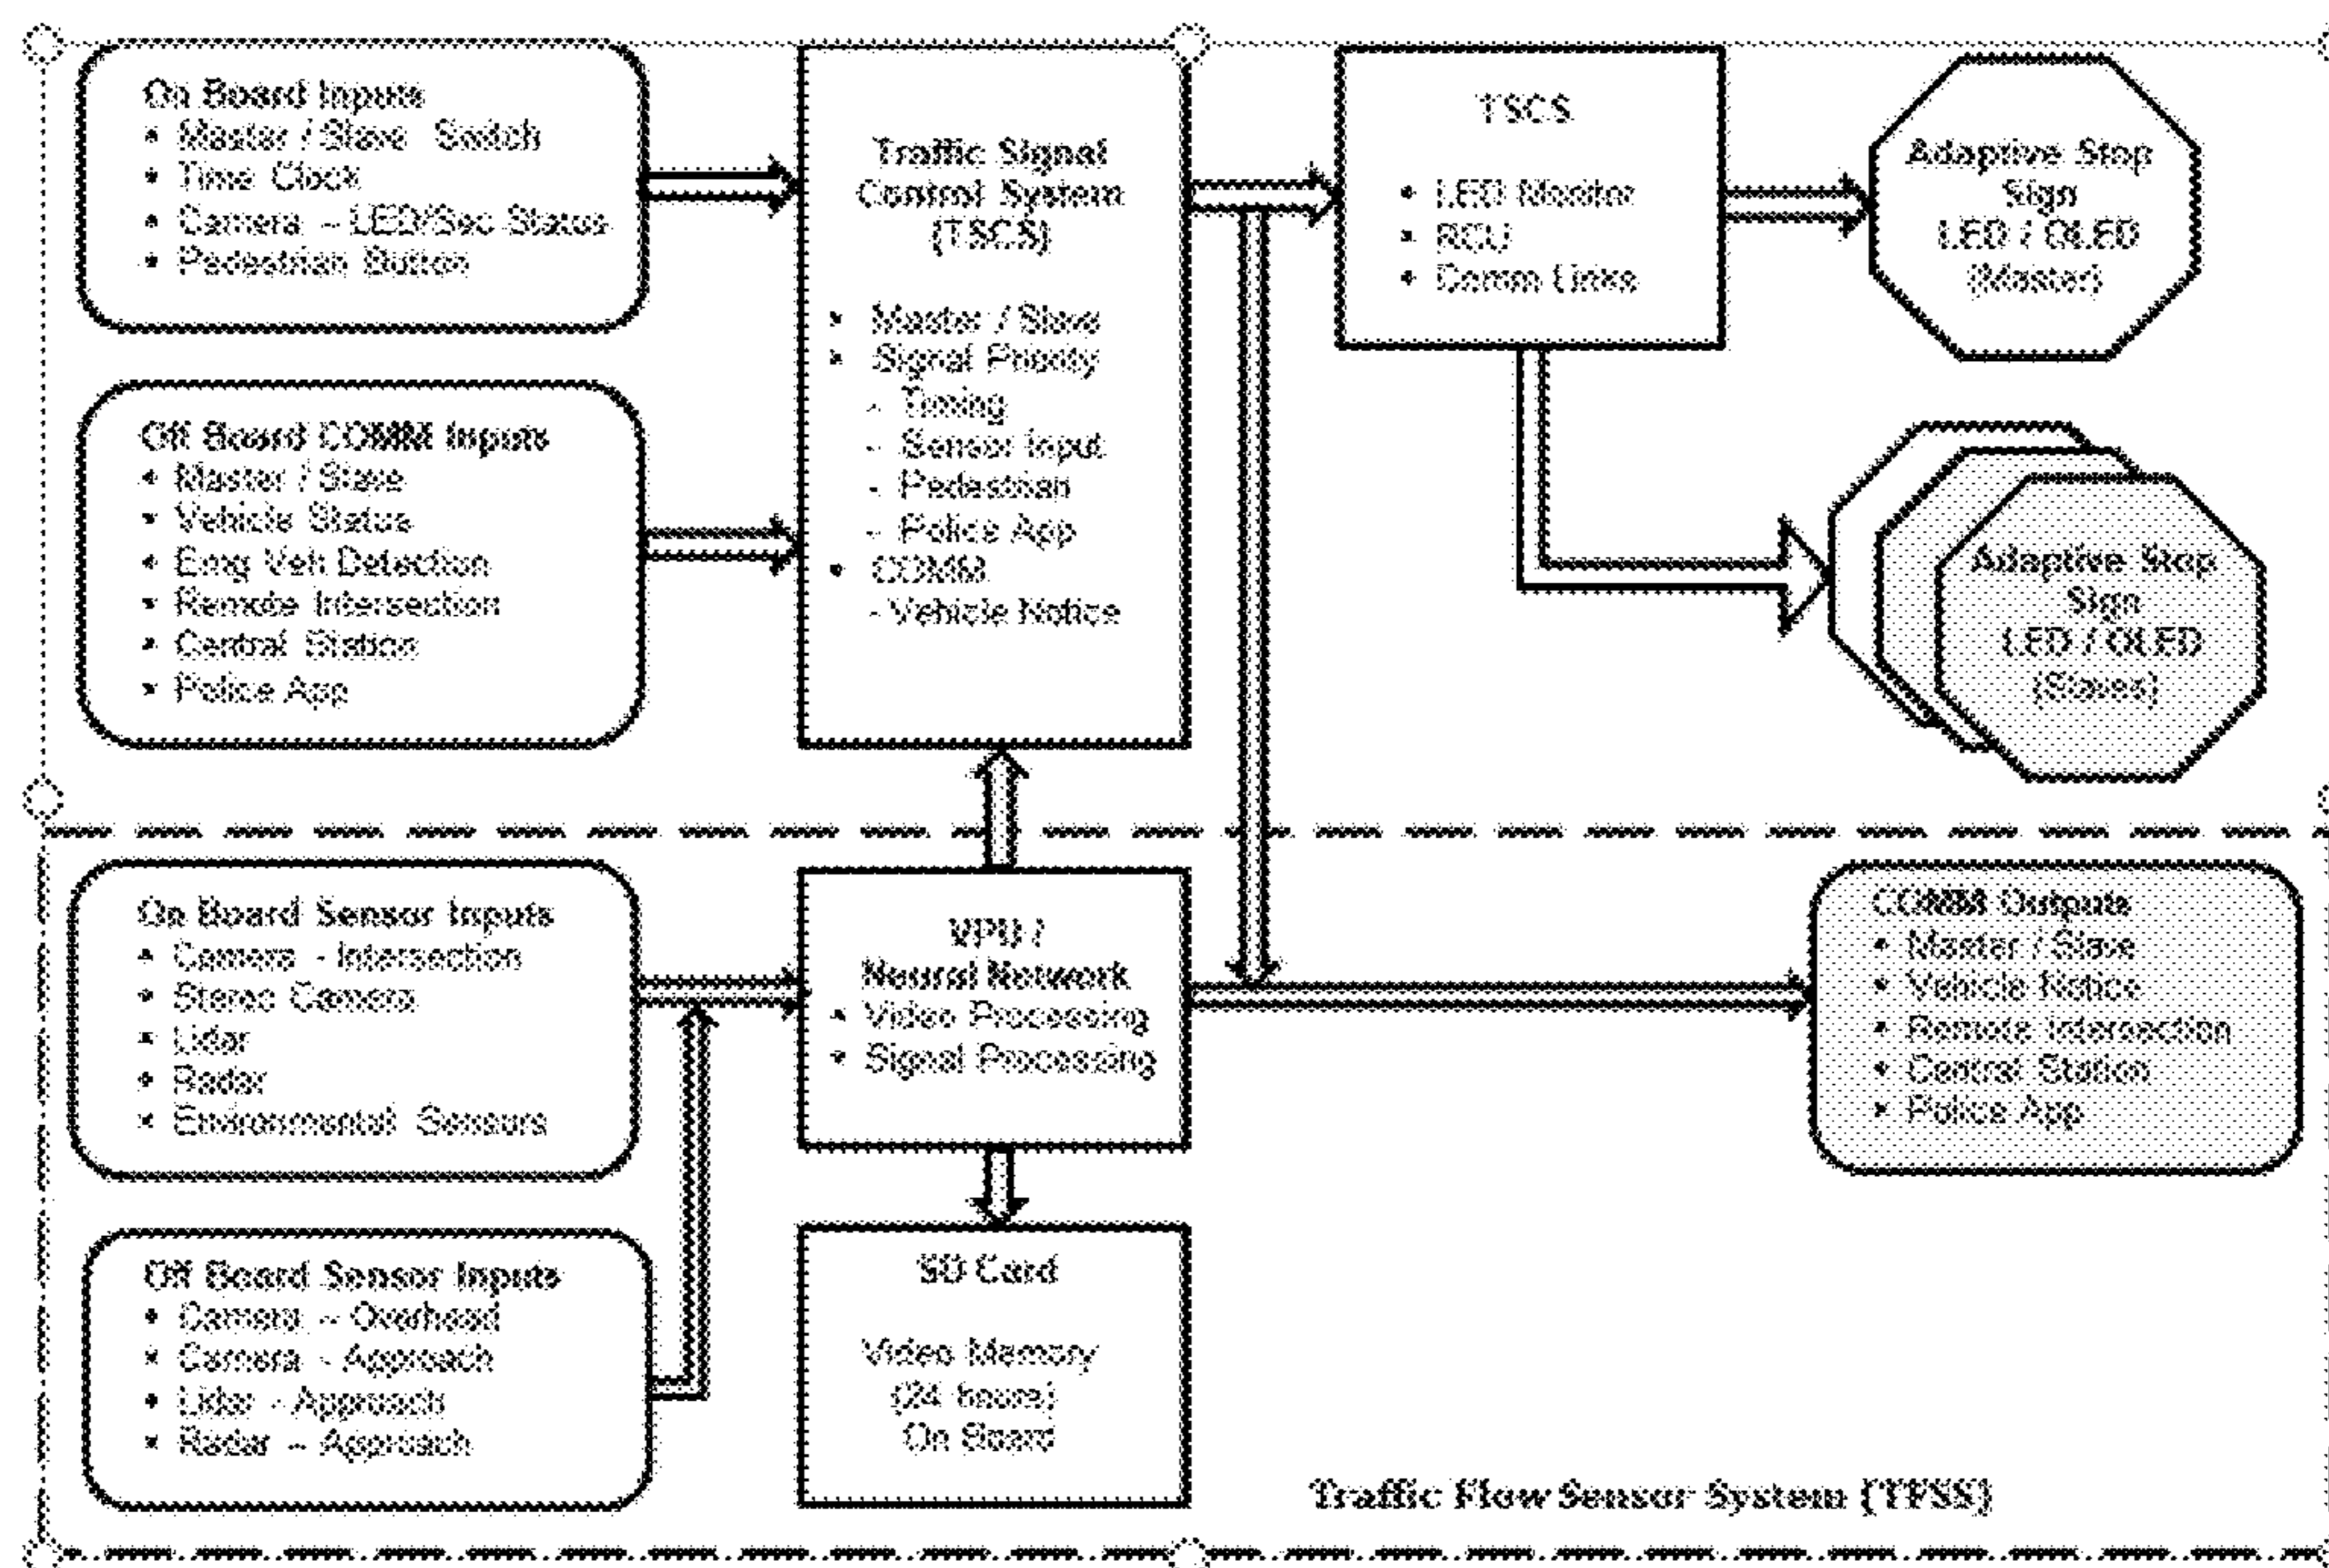 On Board Inputs
• Master / Slave Switch
• Time Clock
• Camera – LED/Sec Status
• Pedestrian Button
Off Board COMM Inputs
• Master / Slave
• Vehicle Status
• Emg Veh Detection
• Remote Intersection
• Central Station
• Police App
Traffic Signal
Control System
(TSCS)
• Master / Slave
• Signal Priority
- Timing
- Sensor Input
- Pedestrian
- Police App
• COMM
- Vehicle Notice
TSCS
• LED Monitor
• RCU
• Comm Links
Adaptive Stop
Sign
LED / OLED
(Master)
Adaptive Stop
Sign
LED / OLED
(Slaves)
On Board Sensor Inputs
• Camera - Intersection
• Stereo Camera
• Lidar
• Radar
• Environmental Sensors
Off Board Sensor Inputs
• Camera – Overhead
• Camera - Approach
• Lidar - Approach
• Radar – Approach
VPU /
Neural Network
• Video Processing
• Signal Processing
SD Card
Video Memory
(24 hours)
On Board
COMM Outputs
• Master / Slave
• Vehicle Notice
• Remote Intersection
• Central Station
• Police App
Traffic Flow Sensor System (TFSS)